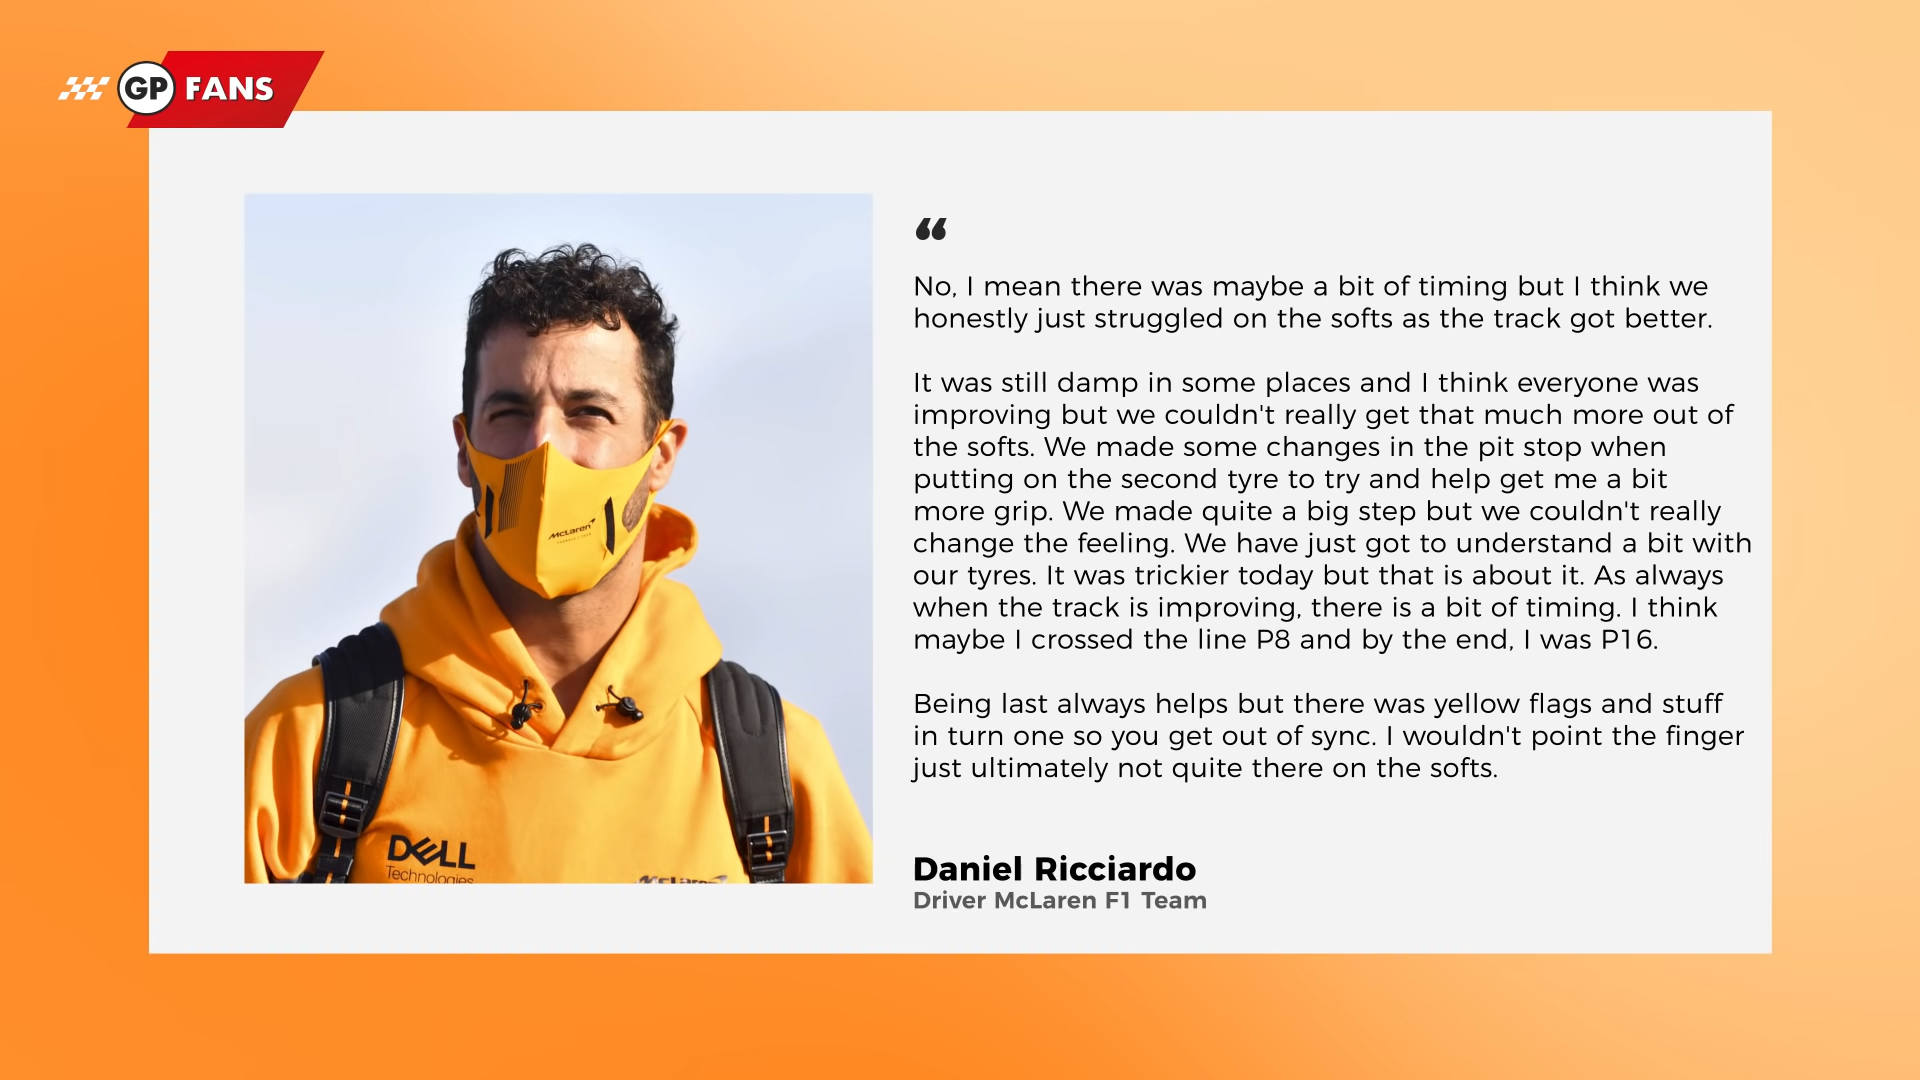 GP FANS
“
No, I mean there was maybe a bit of timing but I think we
honestly just struggled on the softs as the track got better.
It was still damp in some places and I think everyone was
improving but we couldn't really get that much more out of
the softs. We made some changes in the pit stop when
putting on the second tyre to try and help get me a bit
more grip. We made quite a big step but we couldn't really
change the feeling. We have just got to understand a bit with
our tyres. It was trickier today but that is about it. As always
when the track is improving, there is a bit of timing. I think
maybe I crossed the line P8 and by the end, I was P16.
Being last always helps but there was yellow flags and stuff
in turn one so you get out of sync. I wouldn't point the finger
just ultimately not quite there on the softs.
Daniel Ricciardo
Driver McLaren F1 Team
McLaren
DELL
Technologies
McLaren